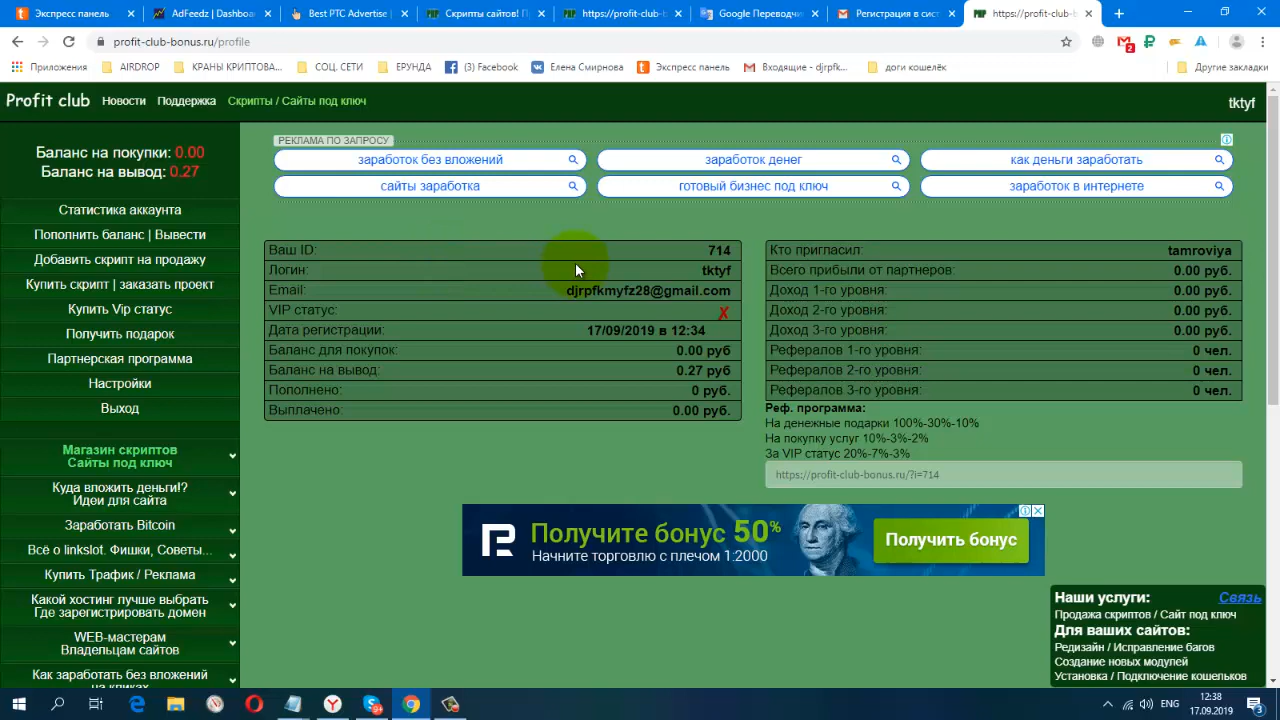 Экспресс панель
AdFeedz | Dashboa
Best PTC Advertise |
Скрипты сайтов! П
https://profit-club-b
Google Переводч
Регистрация в сист
https://profit-club-bo
profit-club-bonus.ru/profile
2
Приложения
AIRDROP
КРАНЫ КРИПТОВА...
СОЦ. СЕТИ
ЕРУНДА
(3) Facebook
Елена Смирнова
Экспресс панель
Входящие - djrpfk...
доги кошелёк
Другие закладки
Profit club
Новости
Поддержка
Скрипты / Сайты под ключ
tktyf
Баланс на покупки: 0.00
Баланс на вывод: 0.27
Статистика аккаунта
Пополнить баланс | Вывести
Добавить скрипт на продажу
Купить скрипт | заказать проект
Купить Vip статус
Получить подарок
Партнерская программа
Настройки
Выход
Магазин скриптов
Сайты под ключ
Куда вложить деньги!?
Идеи для сайта
Заработать Bitcoin
Всё о linkslot. Фишки, Советы...
Купить Трафик / Реклама
Какой хостинг лучше выбрать
Где зарегистрировать домен
WEB-мастерам
Владельцам сайтов
Как заработать без вложений
на кликах
РЕКЛАМА ПО ЗАПРОСУ
заработок без вложений
заработок денег
как деньги заработать
сайты заработка
готовый бизнес под ключ
заработок в интернете
Ваш ID: 714
Логин: tktyf
Email: djrpfkmyfz28@gmail.com
VIP статус: X
Дата регистрации: 17/09/2019 в 12:34
Баланс для покупок: 0.00 руб
Баланс на вывод: 0.27 руб
Пополнено: 0 руб.
Выплачено: 0.00 руб.
Кто пригласил: tamroviya
Всего прибыли от партнеров: 0.00 руб.
Доход 1-го уровня: 0.00 руб.
Доход 2-го уровня: 0.00 руб.
Доход 3-го уровня: 0.00 руб.
Рефералов 1-го уровня: 0 чел.
Рефералов 2-го уровня: 0 чел.
Рефералов 3-го уровня: 0 чел.
Реф. программа:
На денежные подарки 100%-30%-10%
На покупку услуг 10%-3%-2%
За VIP статус 20%-7%-3%
https://profit-club-bonus.ru/?i=714
Получите бонус 50%
Начните торговлю с плечом 1:2000
Получить бонус
Наши услуги: Связь
Продажа скриптов / Сайт под ключ
Для ваших сайтов:
Редизайн / Исправление багов
Создание новых модулей
Установка / Подключение кошельков
ENG
12:38
17.09.2019
3